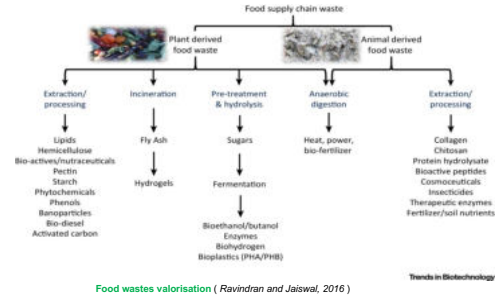 Food supply chain waste
Plant derived
food waste
Animal derived
food waste
Extraction/
processing
Incineration
Pre-treatment
& hydrolysis
Anaerobic
digestion
Extraction/
processing
Lipids
Hemicellulose
Bio-actives/nutraceuticals
Pectin
Starch
Phytochemicals
Phenols
Banoparticles
Bio-diesel
Activated carbon
Fly Ash
Hydrogels
Sugars
Fermentation
Bioethanol/butanol
Enzymes
Biohydrogen
Bioplastics (PHA/PHB)
Heat, power,
bio-fertilizer
Collagen
Chitosan
Protein hydrolysate
Bioactive peptides
Cosmoceuticals
Insecticides
Therapeutic enzymes
Fertilizer/soil nutrients
Trends in Biotechnology
Food wastes valorisation ( Ravindran and Jaiswal, 2016 )